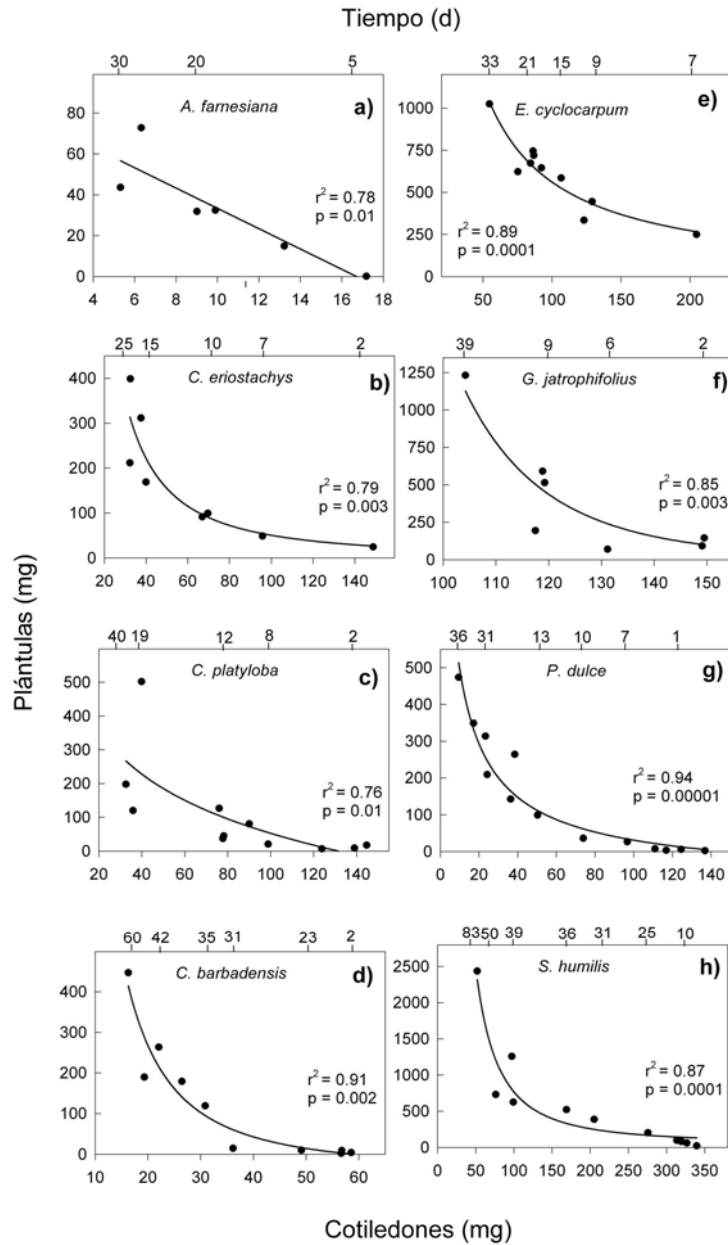 Tiempo (d)
30 20 5
a)
A. farnesiana
80
60
40
20
0
r² = 0.78
p = 0.01
4 6 8 10 12 14 16 18
33 21 15 9 7
e)
E. cyclocarpum
1000
750
500
250
0
r² = 0.89
p = 0.0001
50 100 150 200
25 15 10 7 2
b)
C. eriostachys
400
300
200
100
0
r² = 0.79
p = 0.003
20 40 60 80 100 120 140
39 9 6 2
f)
G. jatrophifolius
1250
1000
750
500
250
0
r² = 0.85
p = 0.003
100 110 120 130 140 150
Plántulas (mg)
40 19 12 8 2
c)
C. platyloba
500
400
300
200
100
0
r² = 0.76
p = 0.01
20 40 60 80 100 120 140
36 31 13 10 7 1
g)
P. dulce
500
400
300
200
100
0
r² = 0.94
p = 0.00001
0 20 40 60 80 100 120 140
60 42 35 31 23 2
d)
C. barbadensis
400
300
200
100
0
r² = 0.91
p = 0.002
10 20 30 40 50 60
83 50 39 36 31 25 10
h)
S. humilis
2500
2000
1500
1000
500
0
r² = 0.87
p = 0.0001
0 50 100 150 200 250 300 350
Cotiledones (mg)